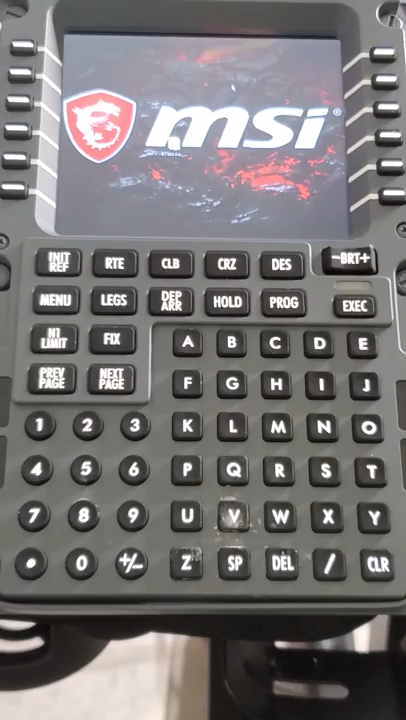 msi®
INIT REF RTE CLB CRZ DES −BRT+
MENU LEGS DEP ARR HOLD PROG EXEC
N1 LIMIT FIX A B C D E
PREV PAGE NEXT PAGE F G H I J
1 2 3 K L M N O
4 5 6 P Q R S T
7 8 9 U V W X Y
• 0 +/− Z SP DEL / CLR